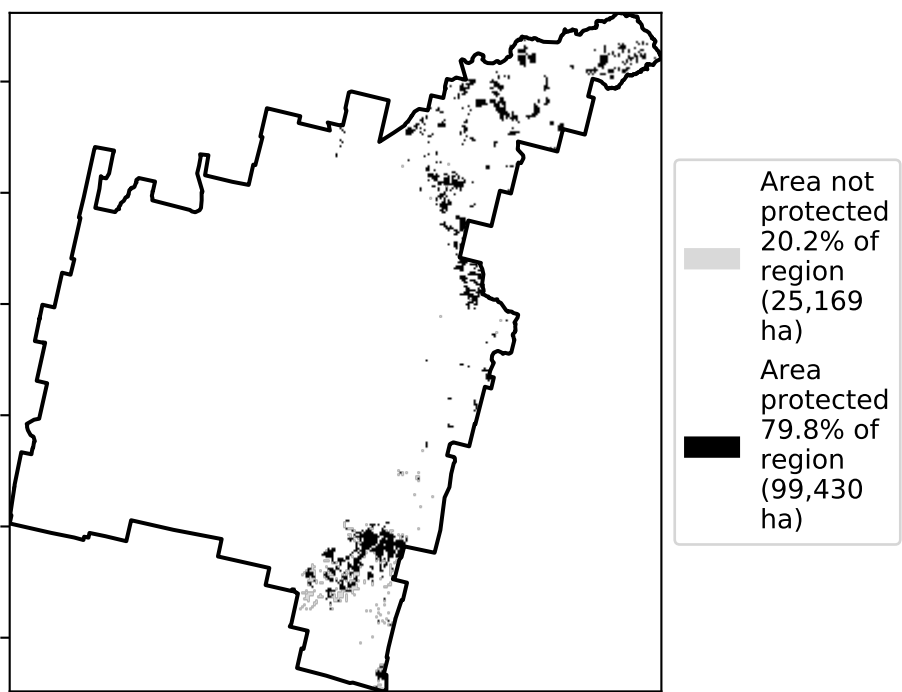 Area not
protected
20.2% of
region
(25,169
ha)
Area
protected
79.8% of
region
(99,430
ha)